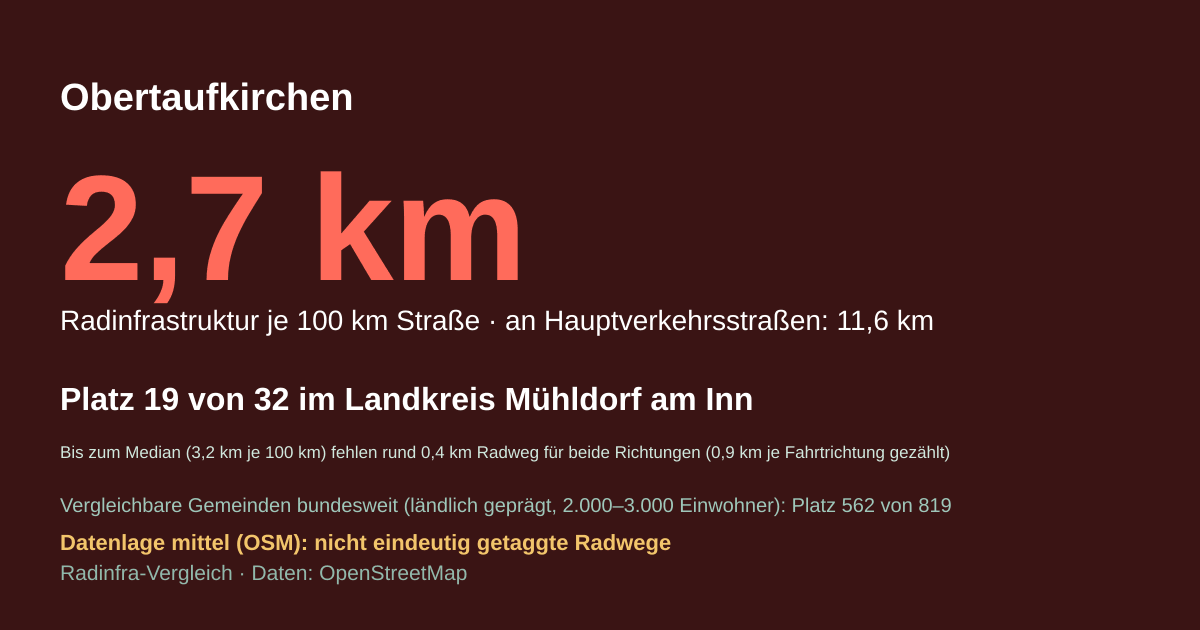 Obertaufkirchen
2,7 km
Radinfrastruktur je 100 km Straße · an Hauptverkehrsstraßen: 11,6 km
Platz 19 von 32 im Landkreis Mühldorf am Inn
Bis zum Median (3,2 km je 100 km) fehlen rund 0,4 km Radweg für beide Richtungen (0,9 km je Fahrtrichtung gezählt)
Vergleichbare Gemeinden bundesweit (ländlich geprägt, 2.000–3.000 Einwohner): Platz 562 von 819
Datenlage mittel (OSM): nicht eindeutig getaggte Radwege
Radinfra-Vergleich · Daten: OpenStreetMap